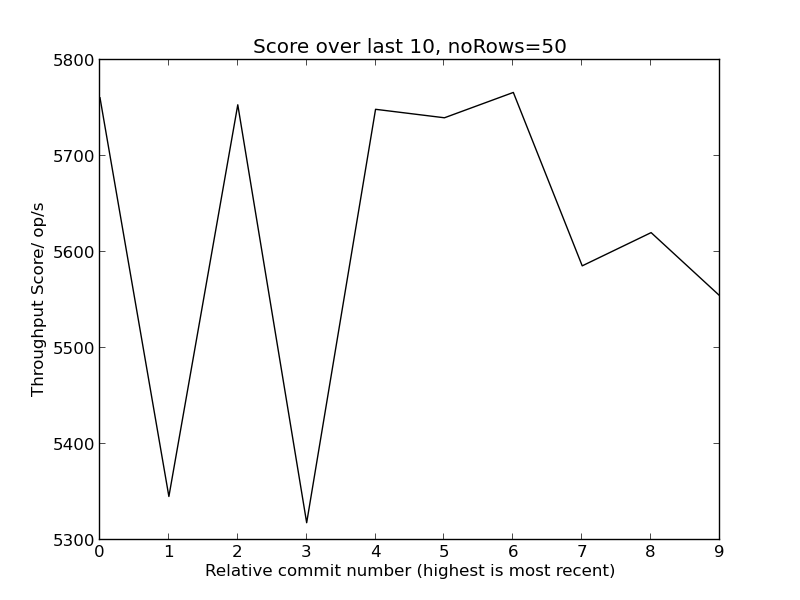 Score over last 10, noRows=50
5800
5700
5600
5500
5400
5300
Throughput Score/ op/s
0 1 2 3 4 5 6 7 8 9
Relative commit number (highest is most recent)